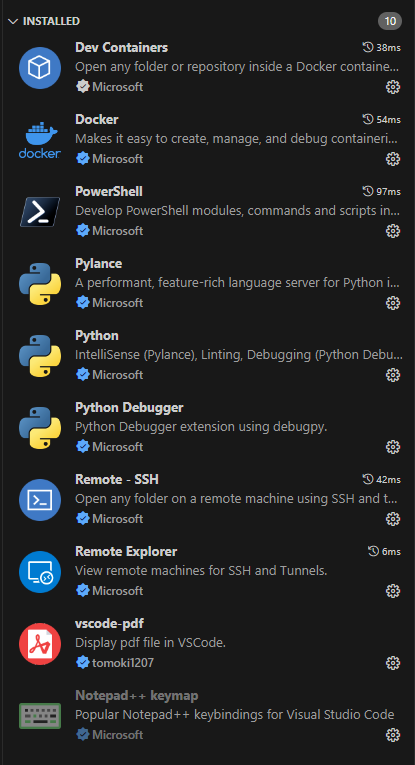 INSTALLED 10
Dev Containers 38ms
Open any folder or repository inside a Docker containe...
Microsoft
Docker 54ms
Makes it easy to create, manage, and debug containeri...
docker
Microsoft
PowerShell 97ms
Develop PowerShell modules, commands and scripts in...
Microsoft
Pylance
A performant, feature-rich language server for Python i...
Microsoft
Python
IntelliSense (Pylance), Linting, Debugging (Python Debu...
Microsoft
Python Debugger
Python Debugger extension using debugpy.
Microsoft
Remote - SSH 42ms
Open any folder on a remote machine using SSH and t...
Microsoft
Remote Explorer 6ms
View remote machines for SSH and Tunnels.
Microsoft
vscode-pdf
Display pdf file in VSCode.
tomoki1207
Notepad++ keymap
Popular Notepad++ keybindings for Visual Studio Code
Microsoft